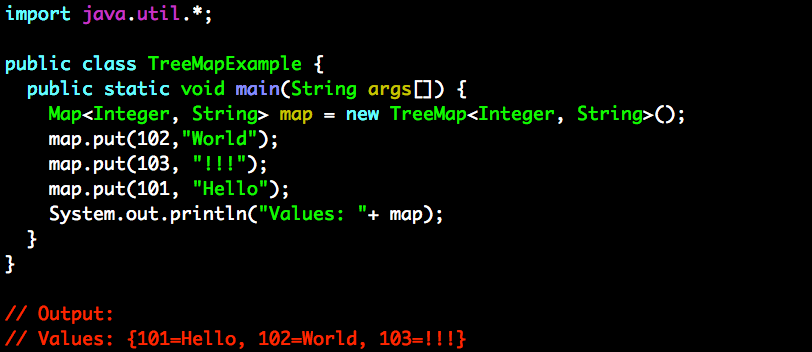 import java.util.*;

public class TreeMapExample {
  public static void main(String args[]) {
    Map<Integer, String> map = new TreeMap<Integer, String>();
    map.put(102,"World");
    map.put(103, "!!!");
    map.put(101, "Hello");
    System.out.println("Values: "+ map);
  }
}

// Output:
// Values: {101=Hello, 102=World, 103=!!!}